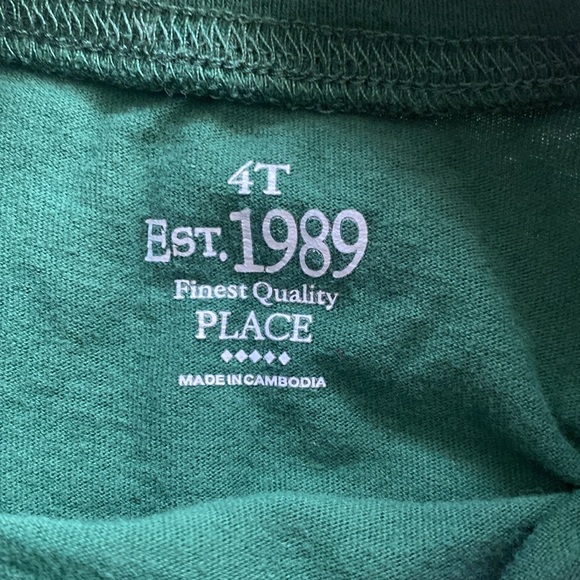 4T
EST. 1989
Finest Quality
PLACE
MADE IN CAMBODIA